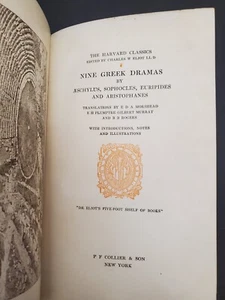 THE HARVARD CLASSICS
EDITED BY CHARLES W ELIOT LL D
NINE GREEK DRAMAS
BY
ÆSCHYLUS, SOPHOCLES, EURIPIDES
AND ARISTOPHANES
TRANSLATIONS BY E D A MORSHEAD
E H PLUMPTRE GILBERT MURRAY
AND B B ROGERS
WITH INTRODUCTIONS, NOTES
AND ILLUSTRATIONS
"DR ELIOT'S FIVE-FOOT SHELF OF BOOKS"
P F COLLIER & SON
NEW YORK